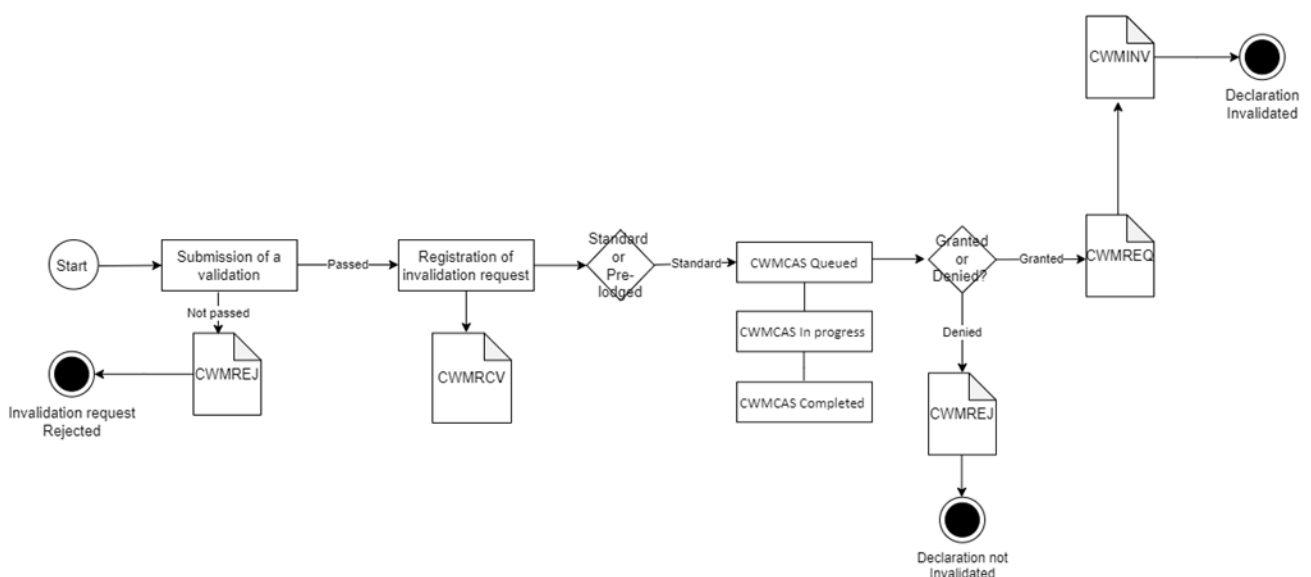 CWMINV
Declaration
Invalidated
Start
Submission of a
validation
Passed
Registration of
invalidation request
Standard
or
Pre-
lodged
Standard
CWMCAS Queued
Granted
or
Denied?
Granted
CWMREQ
Not passed
CWMCAS In progress
Denied
CWMREJ
CWMRCV
Invalidation request
Rejected
CWMCAS Completed
CWMREJ
Declaration not
Invalidated